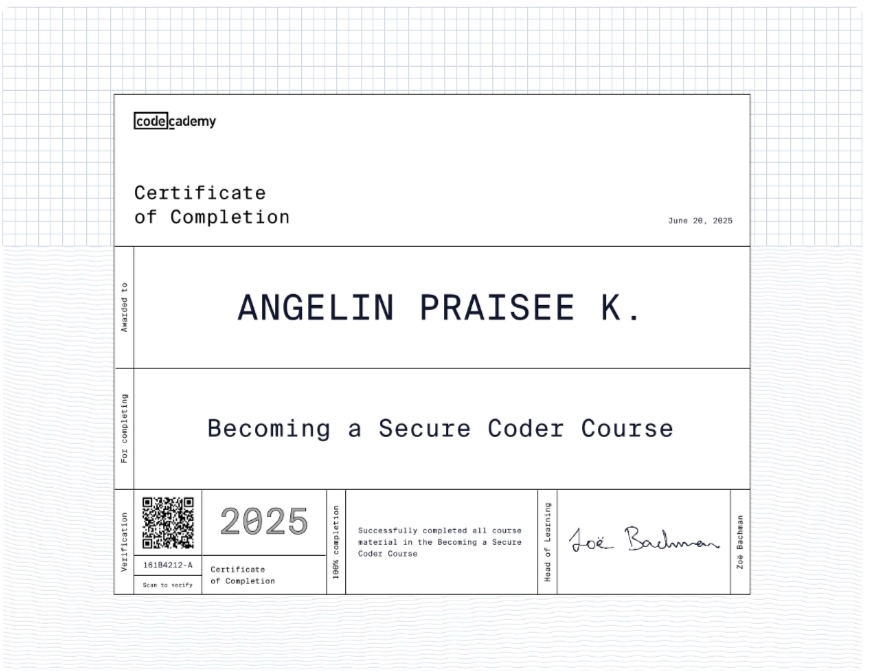 codecademy
Certificate
of Completion
June 20, 2025
Awarded to
ANGELIN PRAISEE K.
For completing
Becoming a Secure Coder Course
Verification
161B4212-A
Scan to verify
2025
Certificate
of Completion
100% completion
Successfully completed all course
material in the Becoming a Secure
Coder Course
Head of Learning
Zoë Bachman
Zoë Bachman